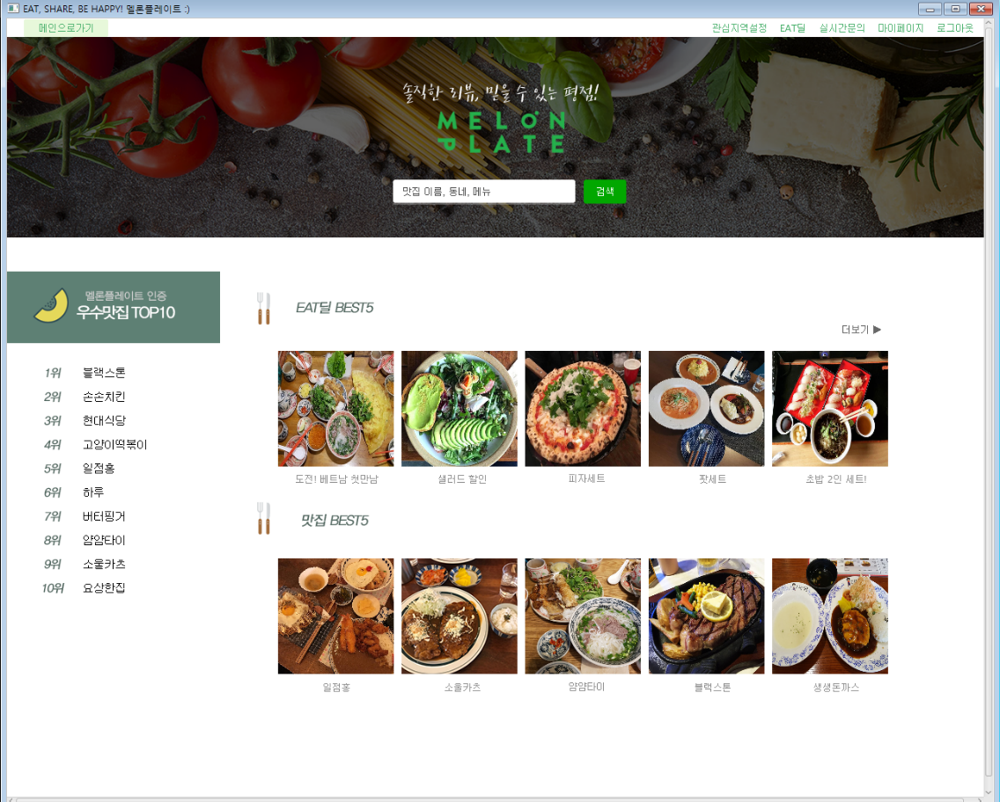 EAT, SHARE, BE HAPPY! 멜론플레이트 :)
메인으로가기
관심지역설정 EAT딜 실시간문의 마이페이지 로그아웃
솔직한 리뷰, 믿을 수 있는 평점!
MELON
PLATE
맛집 이름, 동네, 메뉴
검색
멜론플레이트 인증
우수맛집 TOP10
1위 블랙스톤
2위 손손치킨
3위 현대식당
4위 고양이떡볶이
5위 일점홍
6위 하루
7위 버터핑거
8위 얌얌타이
9위 소울카츠
10위 요상한집
EAT딜 BEST5
더보기 ▶
도전! 베트남 첫만남
샐러드 할인
피자세트
팟세트
초밥 2인 세트!
맛집 BEST5
일점홍
소울카츠
얌얌타이
블랙스톤
생생돈까스